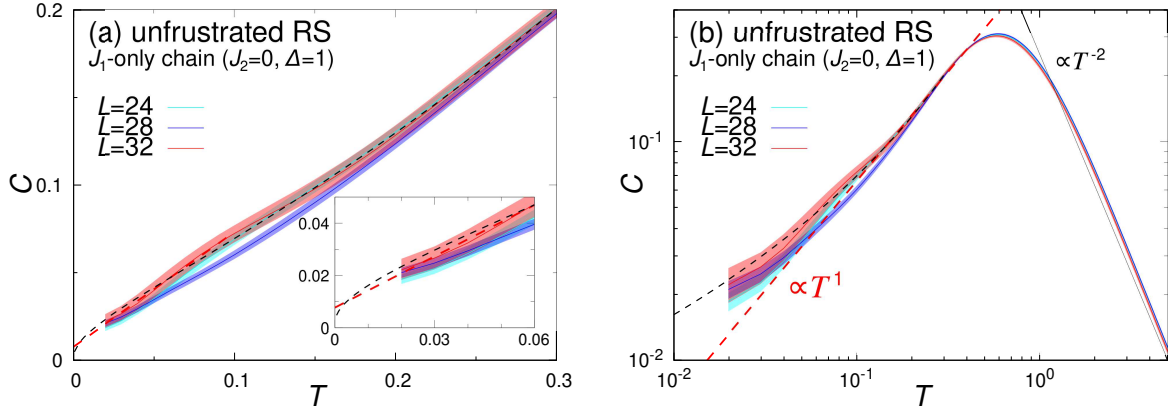 (a) unfrustrated RS
J₁-only chain (J₂=0, Δ=1)
L=24
L=28
L=32
C
0.2
0.1
0
0.04
0.02
0
0
0.03
0.06
0
0.1
0.2
0.3
T
(b) unfrustrated RS
J₁-only chain (J₂=0, Δ=1)
∝T⁻²
L=24
L=28
L=32
C
10⁻¹
10⁻²
∝T¹
10⁻²
10⁻¹
10⁰
T